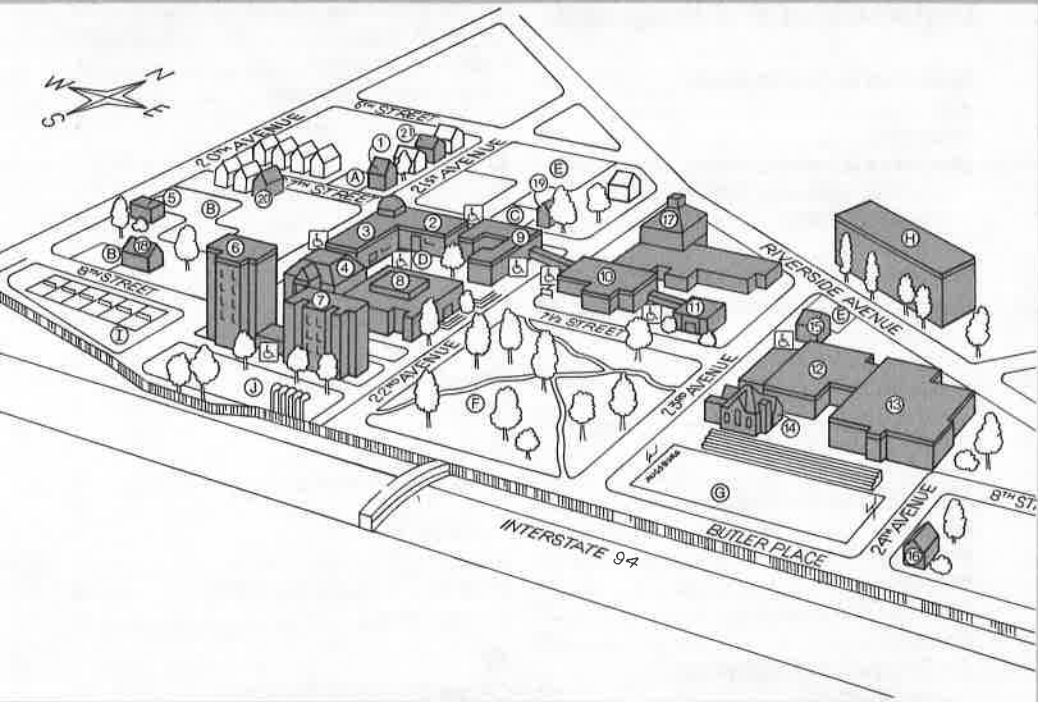 N
W
E
S
6TH STREET
20TH AVENUE
1
21
A
7TH STREET
21ST AVENUE
E
19
20
5
B
2
C
17
18
B
6
3
9
D
4
8
10
H
RIVERSIDE AVENUE
8TH STREET
7
11
7½ STREET
15
E
I
22ND AVENUE
12
J
F
23RD AVENUE
13
14
AUGSBURG
G
8TH ST
24TH AVENUE
BUTLER PLACE
INTERSTATE 94
16